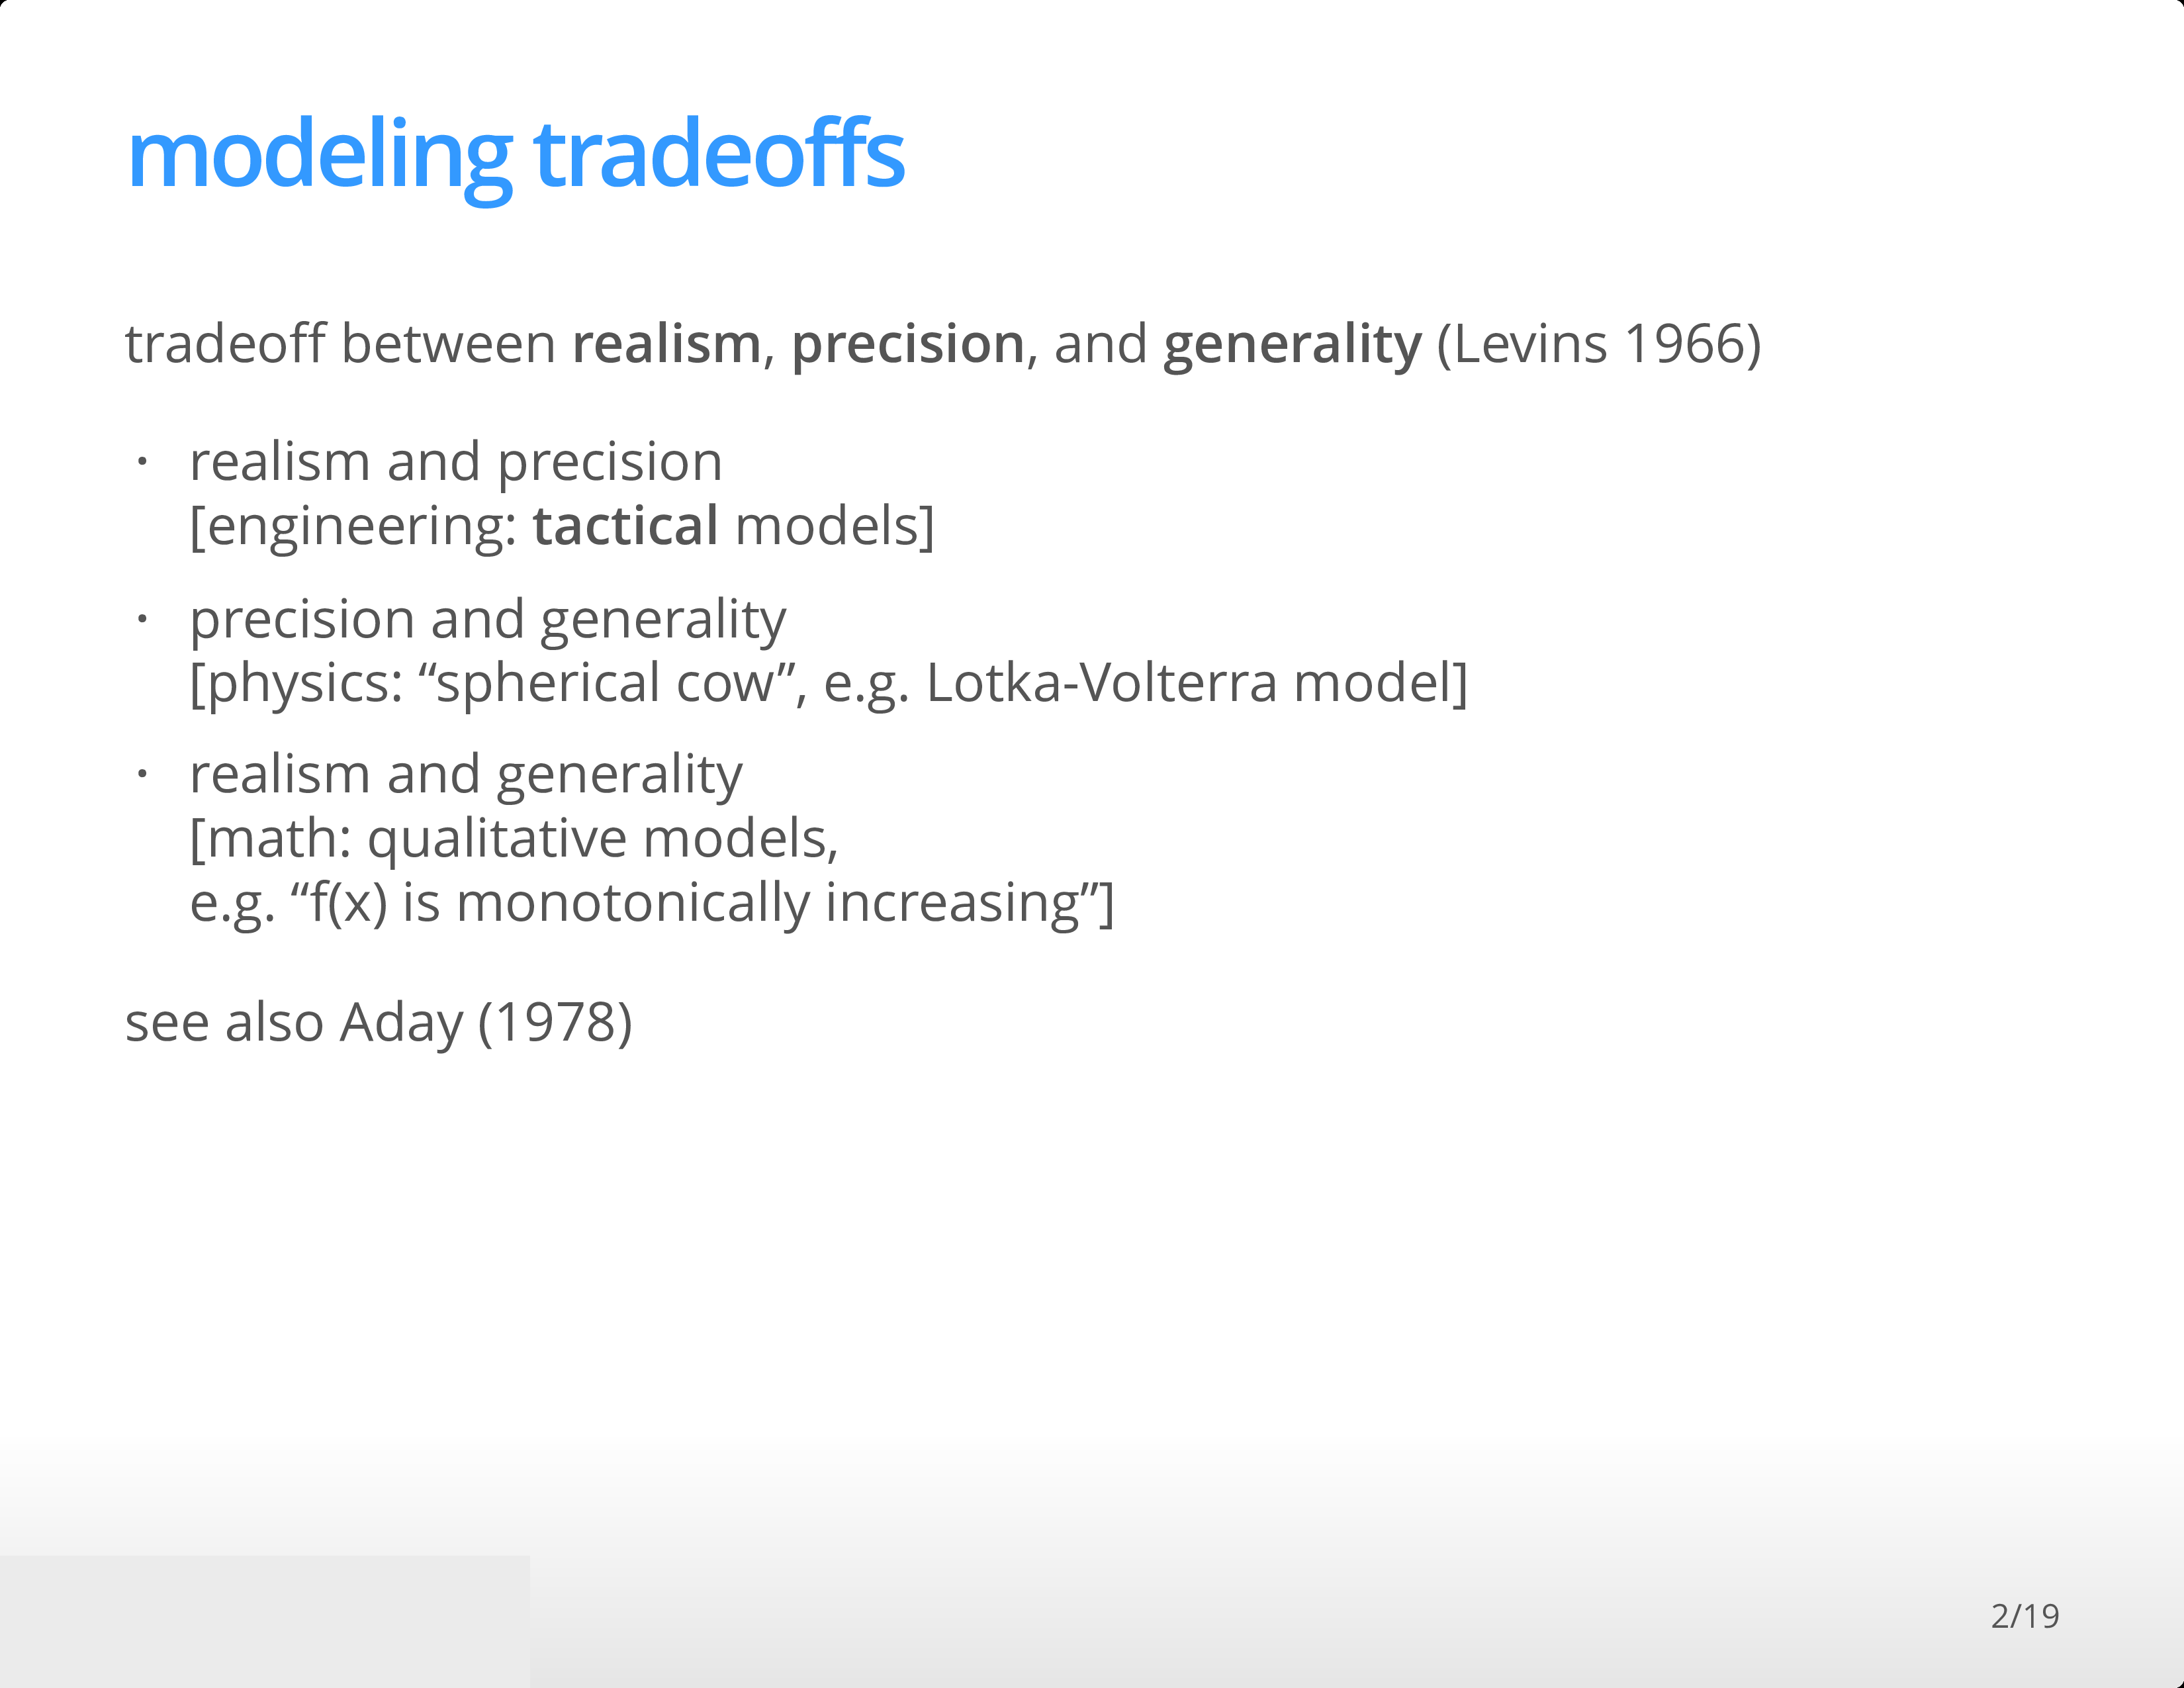 modeling tradeoffs
tradeoff between realism, precision, and generality (Levins 1966)
• realism and precision
[engineering: tactical models]
• precision and generality
[physics: “spherical cow”, e.g. Lotka-Volterra model]
• realism and generality
[math: qualitative models,
e.g. “f(x) is monotonically increasing”]
see also Aday (1978)
2/19